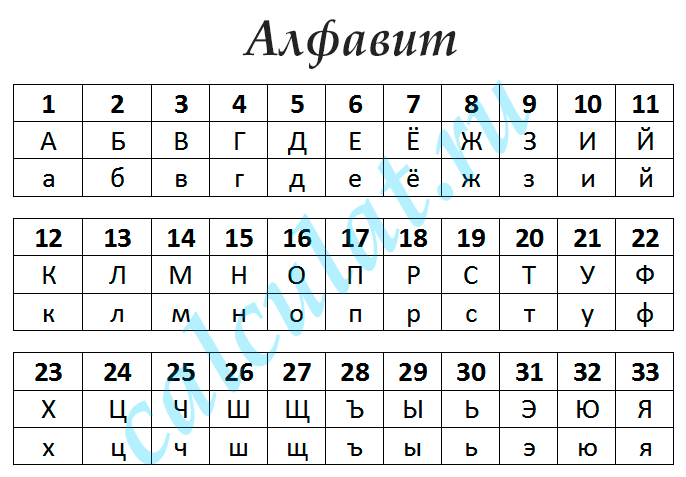 Алфавит
1 2 3 4 5 6 7 8 9 10 11
А Б В Г Д Е Ё Ж З И Й
а б в г д е ё ж з и й
12 13 14 15 16 17 18 19 20 21 22
К Л М Н О П Р С Т У Ф
к л м н о п р с т у ф
23 24 25 26 27 28 29 30 31 32 33
Х Ц Ч Ш Щ Ъ Ы Ь Э Ю Я
х ц ч ш щ ъ ы ь э ю я
calculat.ru